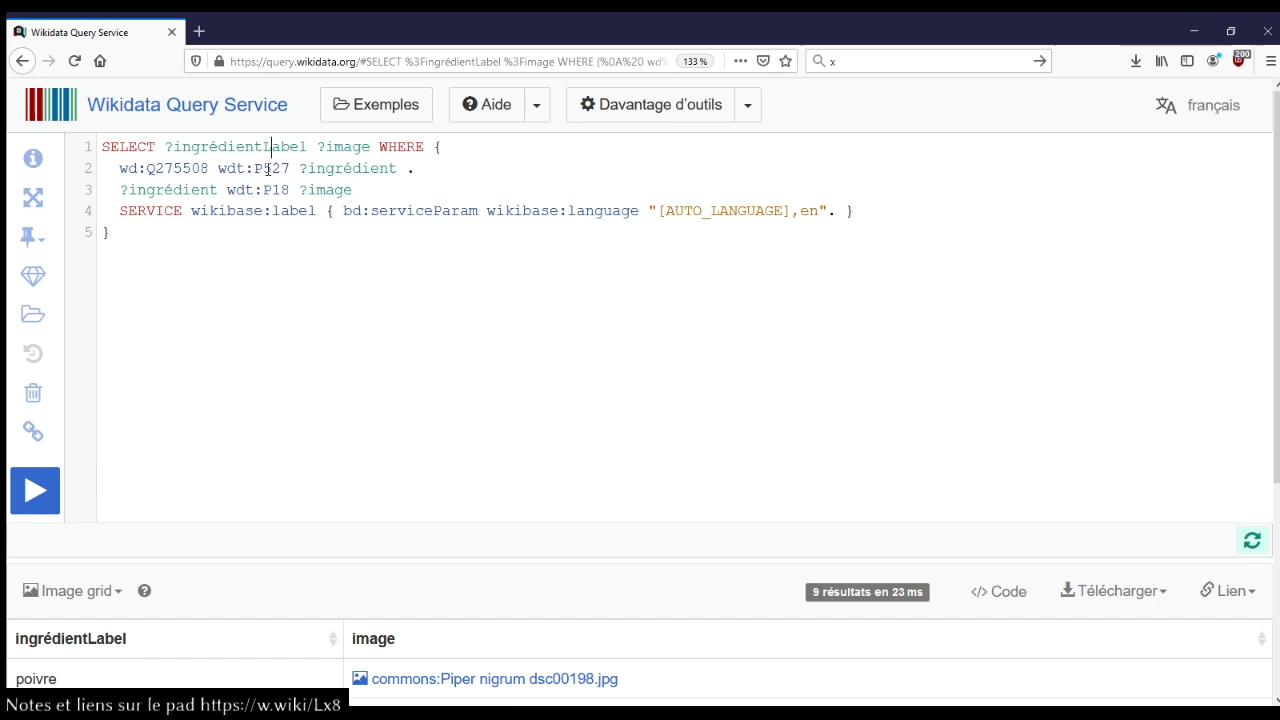 Wikidata Query Service
https://query.wikidata.org/#SELECT %3FingrédientLabel %3Fimage WHERE {%0A%20 wd%
133 %
x
200
Wikidata Query Service
Exemples
Aide
Davantage d'outils
français
1 SELECT ?ingrédientLabel ?image WHERE {
2 wd:Q275508 wdt:P527 ?ingrédient .
3 ?ingrédient wdt:P18 ?image
4 SERVICE wikibase:label { bd:serviceParam wikibase:language "[AUTO_LANGUAGE],en". }
5 }
Image grid
9 résultats en 23 ms
</> Code
Télécharger
Lien
ingrédientLabel
image
poivre
commons:Piper nigrum dsc00198.jpg
Notes et liens sur le pad https://w.wiki/Lx8